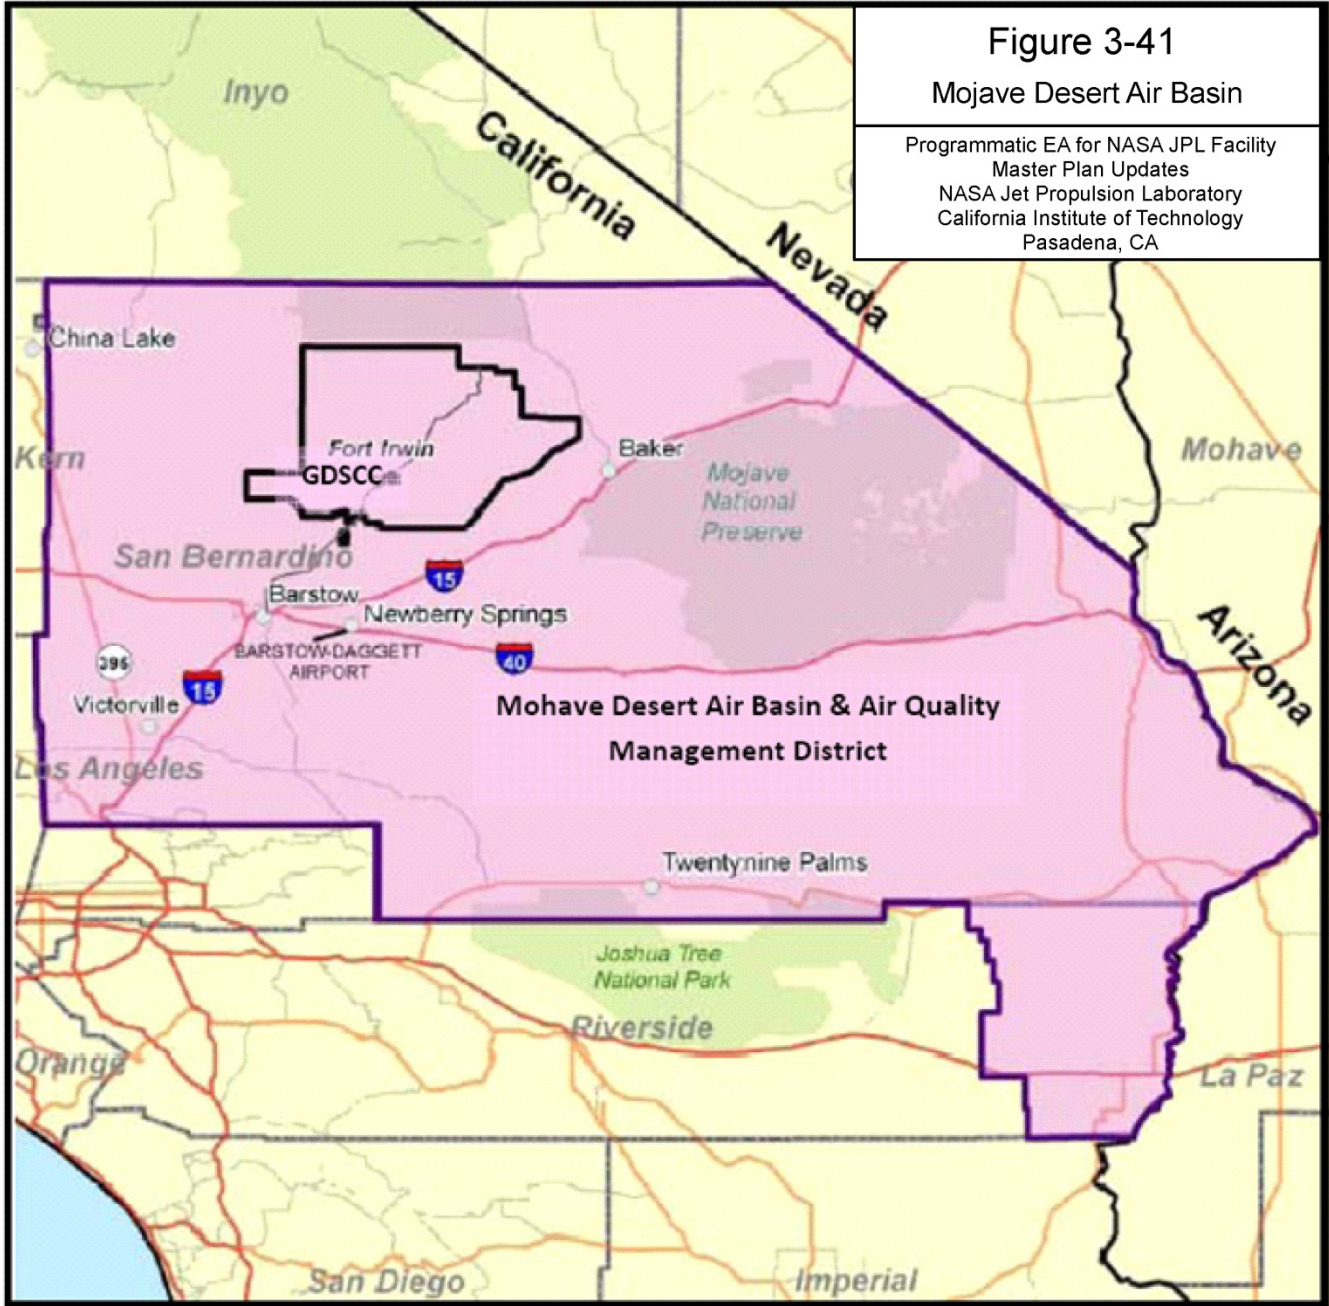 Figure 3-41
Mojave Desert Air Basin
Programmatic EA for NASA JPL Facility
Master Plan Updates
NASA Jet Propulsion Laboratory
California Institute of Technology
Pasadena, CA
Inyo
California
Nevada
China Lake
Kern
Fort Irwin
GDSCC
Baker
Mojave
National
Preserve
Mohave
San Bernardino
15
Barstow
Newberry Springs
BARSTOW-DAGGETT
AIRPORT
40
395
15
Victorville
Arizona
Mohave Desert Air Basin & Air Quality
Management District
Los Angeles
Twentynine Palms
Joshua Tree
National Park
Riverside
Orange
La Paz
San Diego
Imperial